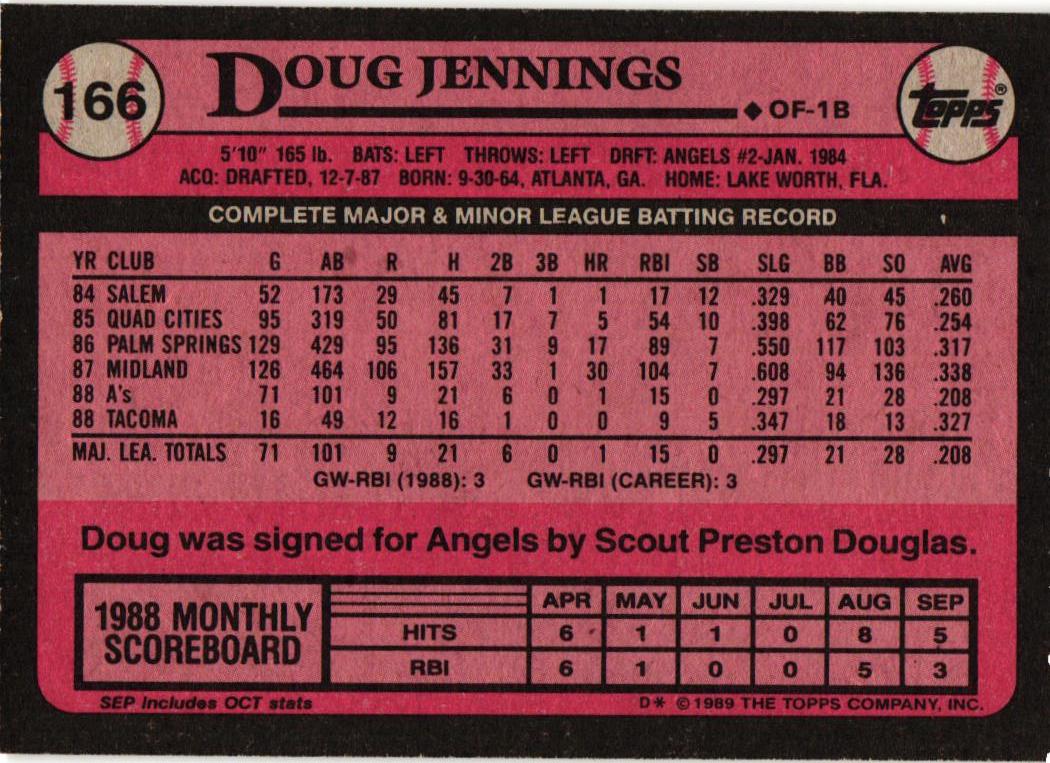 166
DOUG JENNINGS
◆ OF-1B
TOPPS®
5'10" 165 lb. BATS: LEFT THROWS: LEFT DRFT: ANGELS #2-JAN. 1984
ACQ: DRAFTED, 12-7-87 BORN: 9-30-64, ATLANTA, GA. HOME: LAKE WORTH, FLA.
COMPLETE MAJOR & MINOR LEAGUE BATTING RECORD
YR CLUB G AB R H 2B 3B HR RBI SB SLG BB SO AVG
84 SALEM 52 173 29 45 7 1 1 17 12 .329 40 45 .260
85 QUAD CITIES 95 319 50 81 17 7 5 54 10 .398 62 76 .254
86 PALM SPRINGS 129 429 95 136 31 9 17 89 7 .550 117 103 .317
87 MIDLAND 126 464 106 157 33 1 30 104 7 .608 94 136 .338
88 A's 71 101 9 21 6 0 1 15 0 .297 21 28 .208
88 TACOMA 16 49 12 16 1 0 0 9 5 .347 18 13 .327
MAJ. LEA. TOTALS 71 101 9 21 6 0 1 15 0 .297 21 28 .208
GW-RBI (1988): 3 GW-RBI (CAREER): 3
Doug was signed for Angels by Scout Preston Douglas.
1988 MONTHLY
SCOREBOARD
APR MAY JUN JUL AUG SEP
HITS 6 1 1 0 8 5
RBI 6 1 0 0 5 3
SEP Includes OCT stats
D* © 1989 THE TOPPS COMPANY, INC.